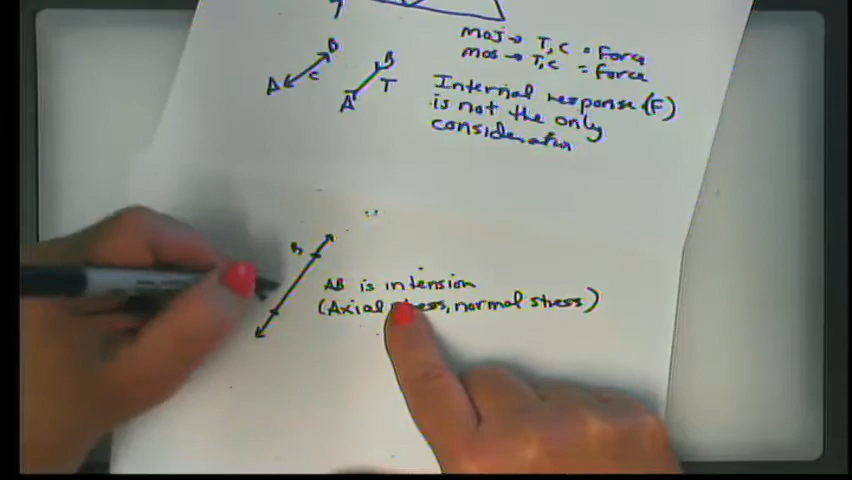 MOJ → T, C = Force
MOS → T, C = Force
B
A C
B
A T
Internal response (F)
is not the only
consideration
B
AB is in tension
(Axial stress, normal stress)